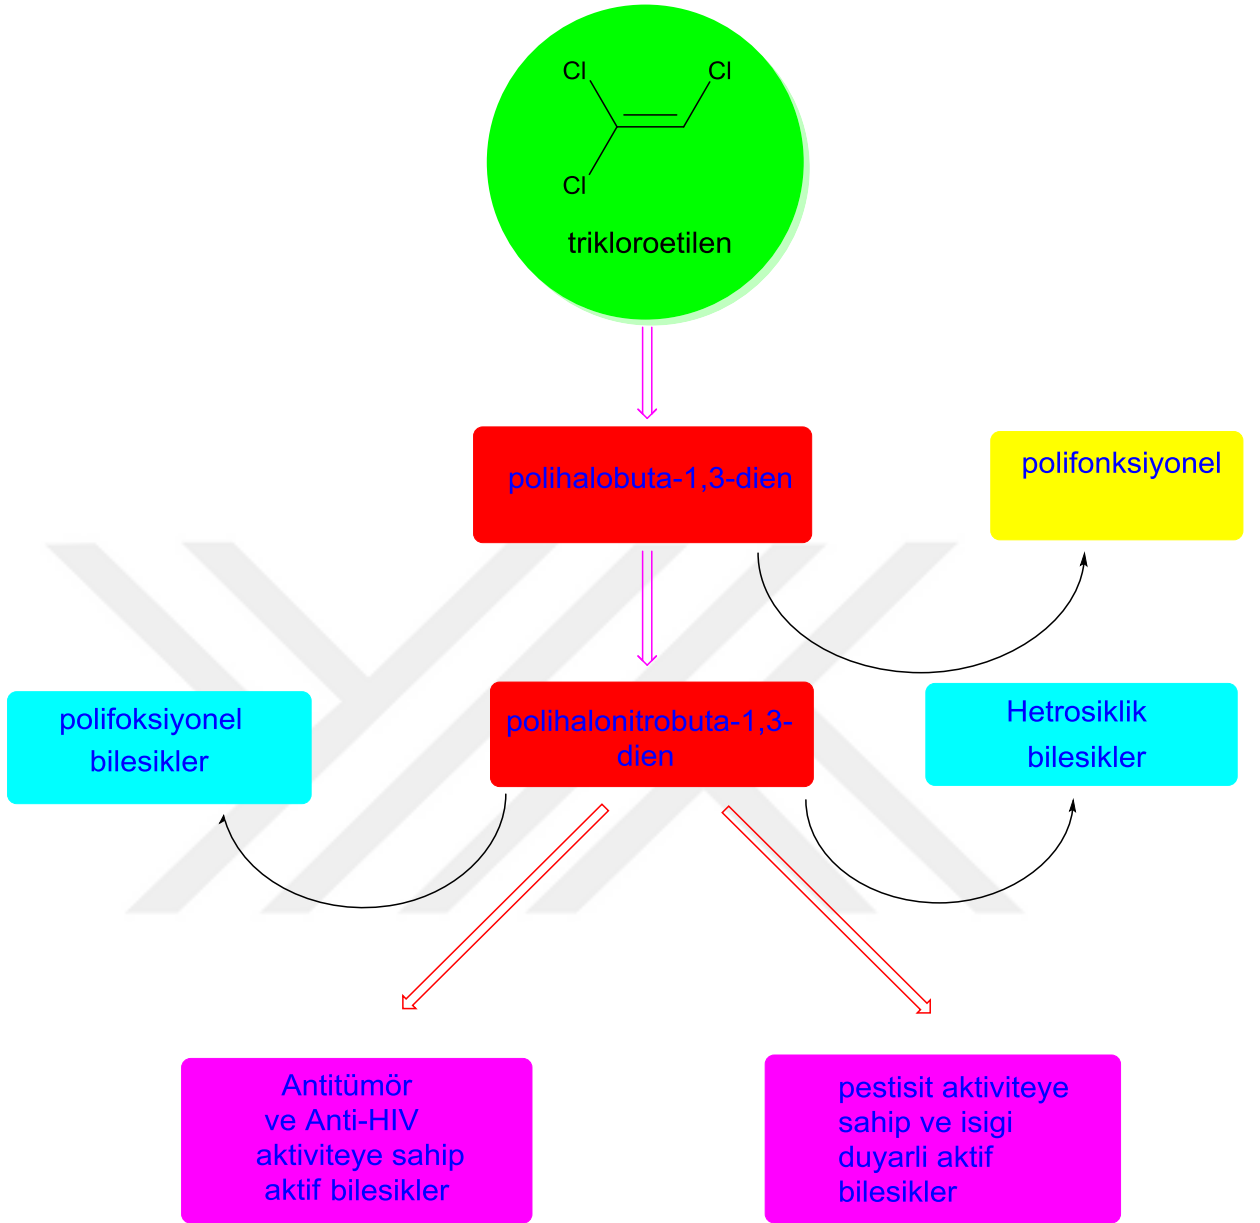 Cl
Cl
Cl
trikloroetilen
polihalobuta-1,3-dien
polifonksiyonel
polifoksiyonel
bilesikler
polihalonitrobuta-1,3-
dien
Hetrosiklik
bilesikler
Antitümör
ve Anti-HIV
aktiviteye sahip
aktif bilesikler
pestisit aktiviteye
sahip ve isigi
duyarli aktif
bilesikler